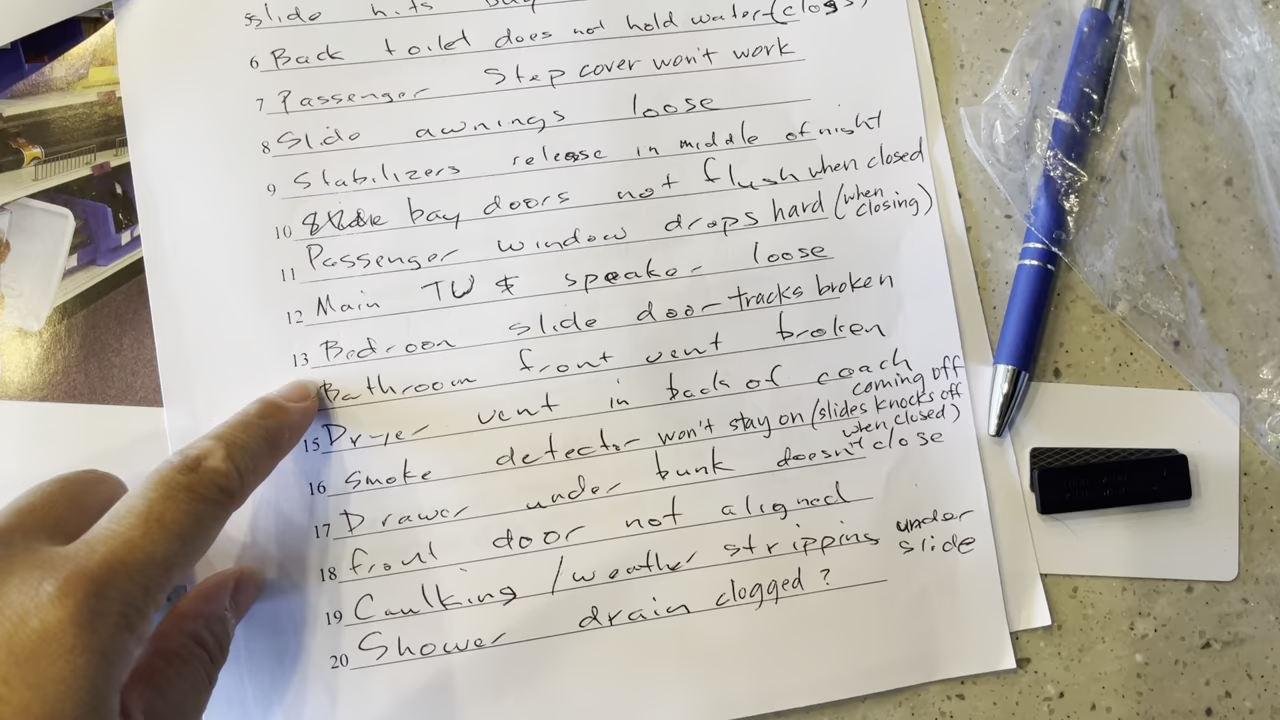 slide hits
6 Back toilet does not hold water
7 Passenger step cover won't work
8 Slide awnings loose
9 Stabilizers release in middle of night
10 bay doors not flush when closed
11 Passenger window drops hard (when closing)
12 Main TV & speaker loose
13 Bedroom slide door tracks broken
Bathroom front vent broken
15 Dryer vent in back of coach coming off
16 Smoke detector won't stay on (slides knocks off when closed)
17 Drawer under bunk doesn't close
18 front door not aligned
19 Caulking / weather stripping under slide
20 Shower drain clogged?